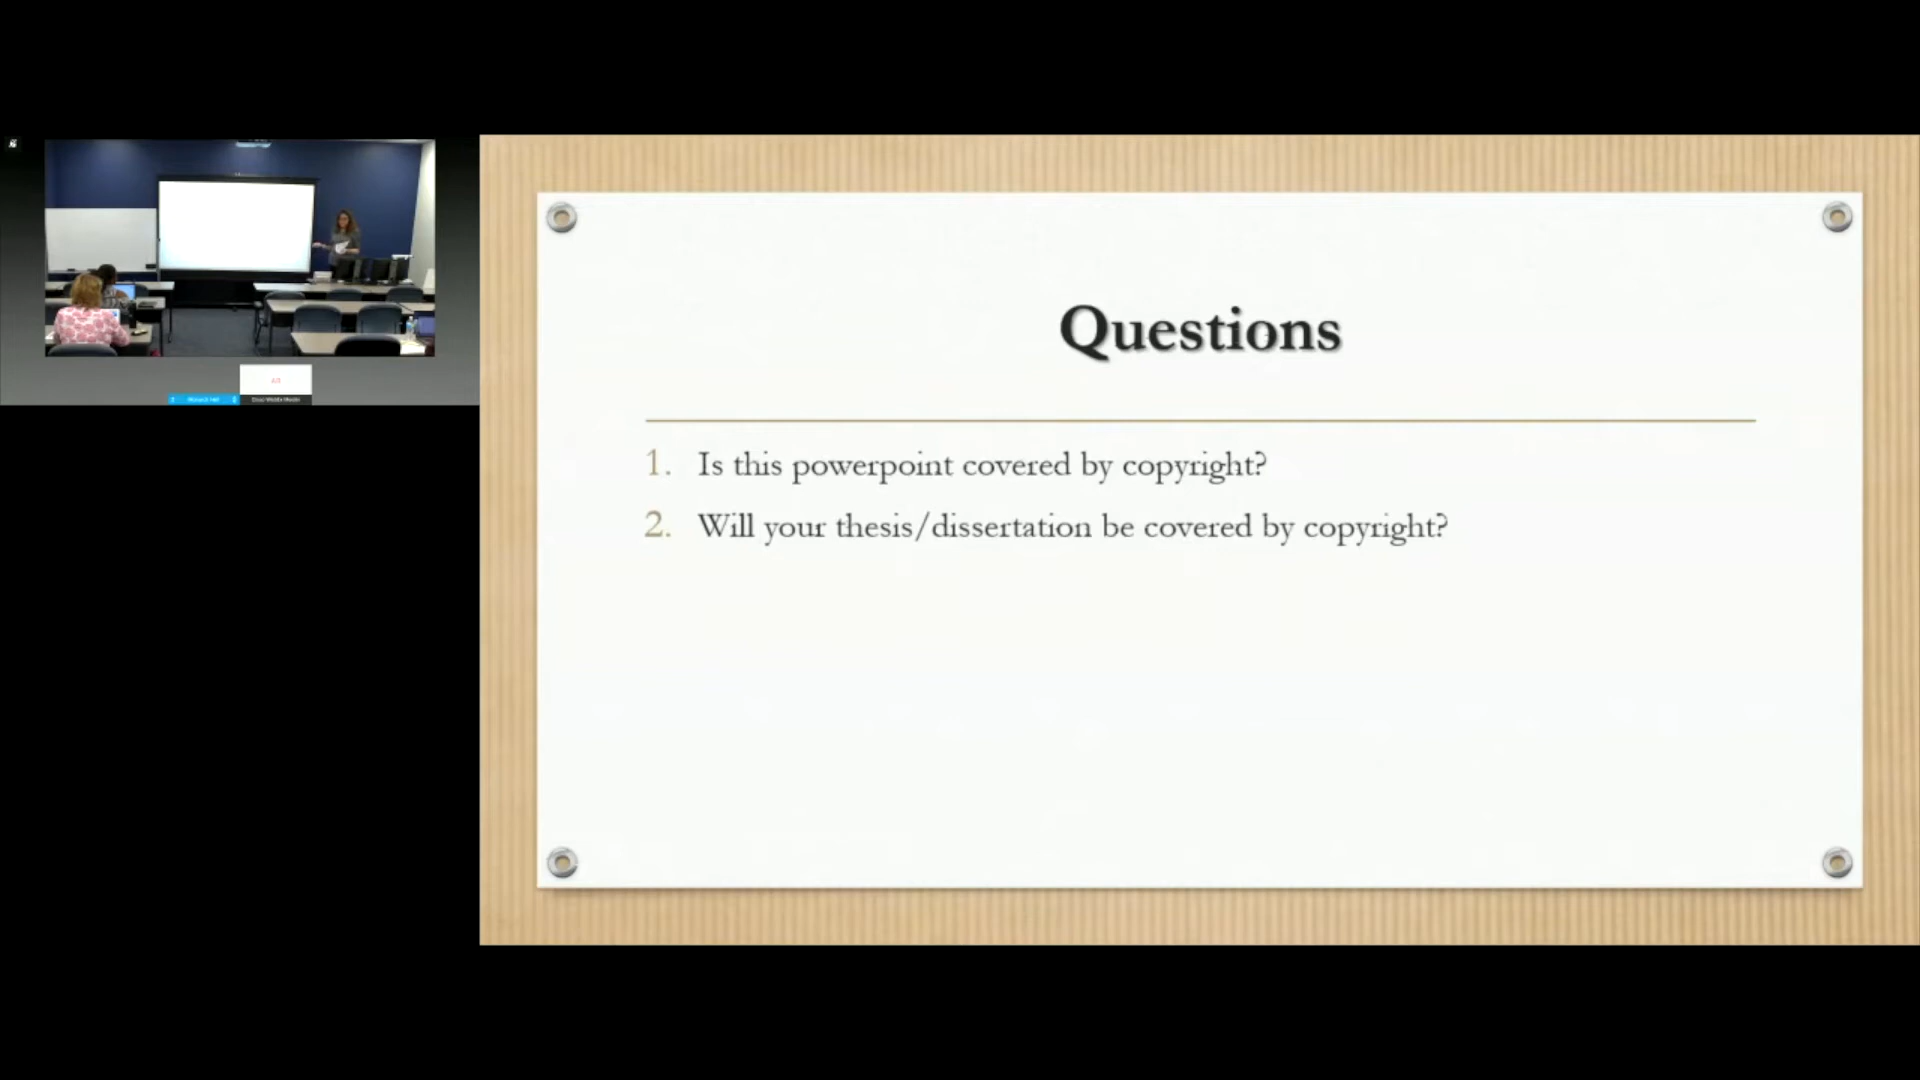 Questions
1. Is this powerpoint covered by copyright?
2. Will your thesis/dissertation be covered by copyright?